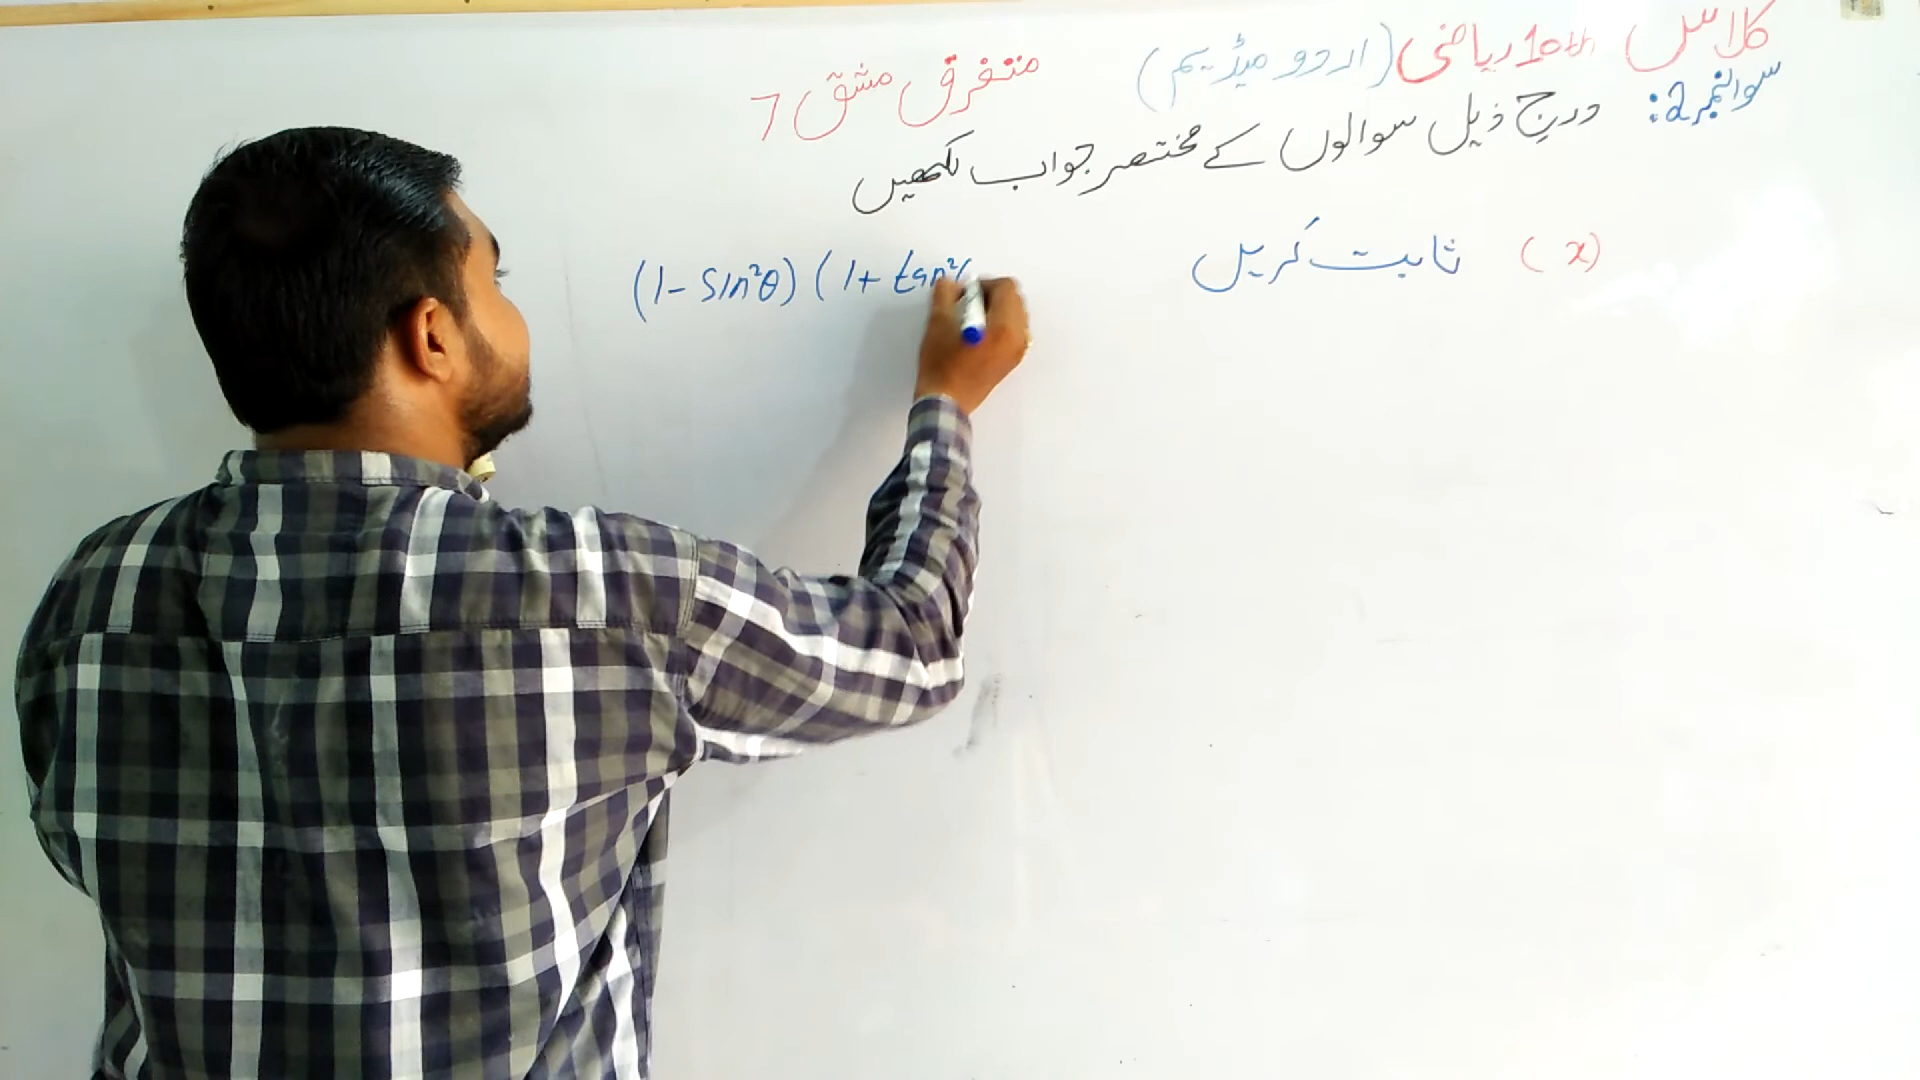 کلاس 10th ریاضی (اردو میڈیم) متفرق مشق 7
سوالنمبر2: درج ذیل سوالوں کے مختصر جواب لکھیں
(x) ثابت کریں (1- Sin²θ) (1+ tan²